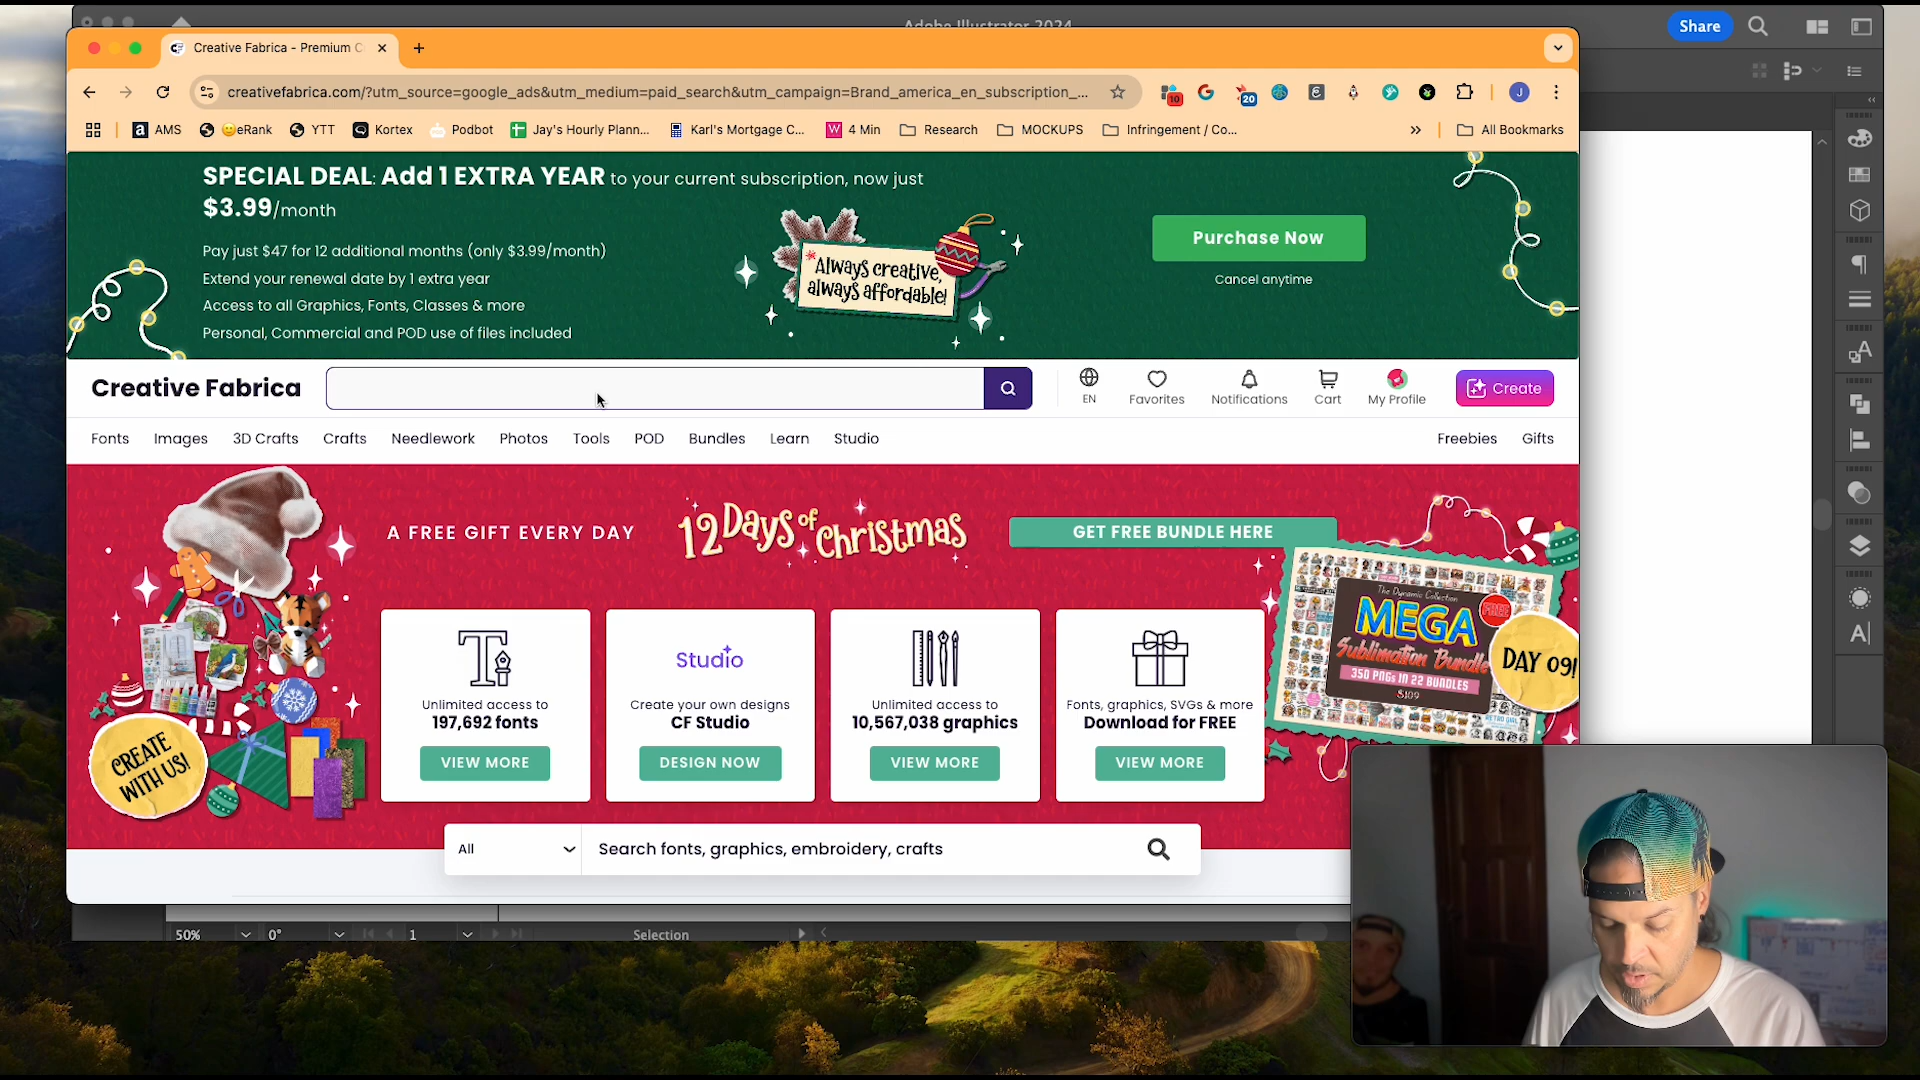 Adobe Illustrator 2024
Share
Creative Fabrica - Premium C
creativefabrica.com/?utm_source=google_ads&utm_medium=paid_search&utm_campaign=Brand_america_en_subscription_...
10
20
J
AMS
eRank
YTT
Kortex
Podbot
Jay's Hourly Plann...
Karl's Mortgage C...
4 Min
Research
MOCKUPS
Infringement / Co...
All Bookmarks
SPECIAL DEAL: Add 1 EXTRA YEAR to your current subscription, now just
$3.99/month
Pay just $47 for 12 additional months (only $3.99/month)
Extend your renewal date by 1 extra year
Access to all Graphics, Fonts, Classes & more
Personal, Commercial and POD use of files included
*Always creative,
always affordable!
Purchase Now
Cancel anytime
Creative Fabrica
EN
Favorites
Notifications
Cart
My Profile
Create
Fonts
Images
3D Crafts
Crafts
Needlework
Photos
Tools
POD
Bundles
Learn
Studio
Freebies
Gifts
A FREE GIFT EVERY DAY
12 Days of Christmas
GET FREE BUNDLE HERE
CREATE
WITH US!
Unlimited access to
197,692 fonts
VIEW MORE
Studio
Create your own designs
CF Studio
DESIGN NOW
Unlimited access to
10,567,038 graphics
VIEW MORE
Fonts, graphics, SVGs & more
Download for FREE
VIEW MORE
The Dynamic Collection
MEGA
FREE
Sublimation Bundle
350 PNGs IN 22 BUNDLES
$109
DAY 09!
All
Search fonts, graphics, embroidery, crafts
50%
0°
1
Selection